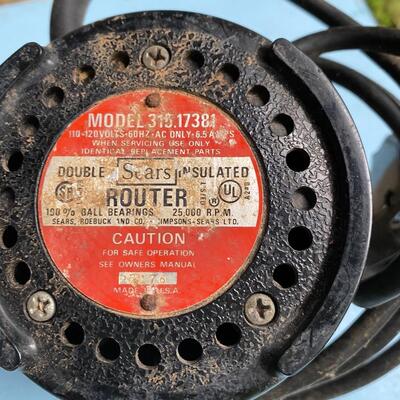 MODEL 315.17381
110-120VOLTS·60HZ·AC ONLY·6.5 AMPS
WHEN SERVICING USE ONLY
IDENTICAL REPLACEMENT PARTS
DOUBLE Sears INSULATED
ROUTER
UL
®
100% BALL BEARINGS 25,000 R.P.M.
SEARS, ROEBUCK AND CO. SIMPSONS-SEARS LTD.
CAUTION
FOR SAFE OPERATION
SEE OWNERS MANUAL
MADE IN U.S.A.